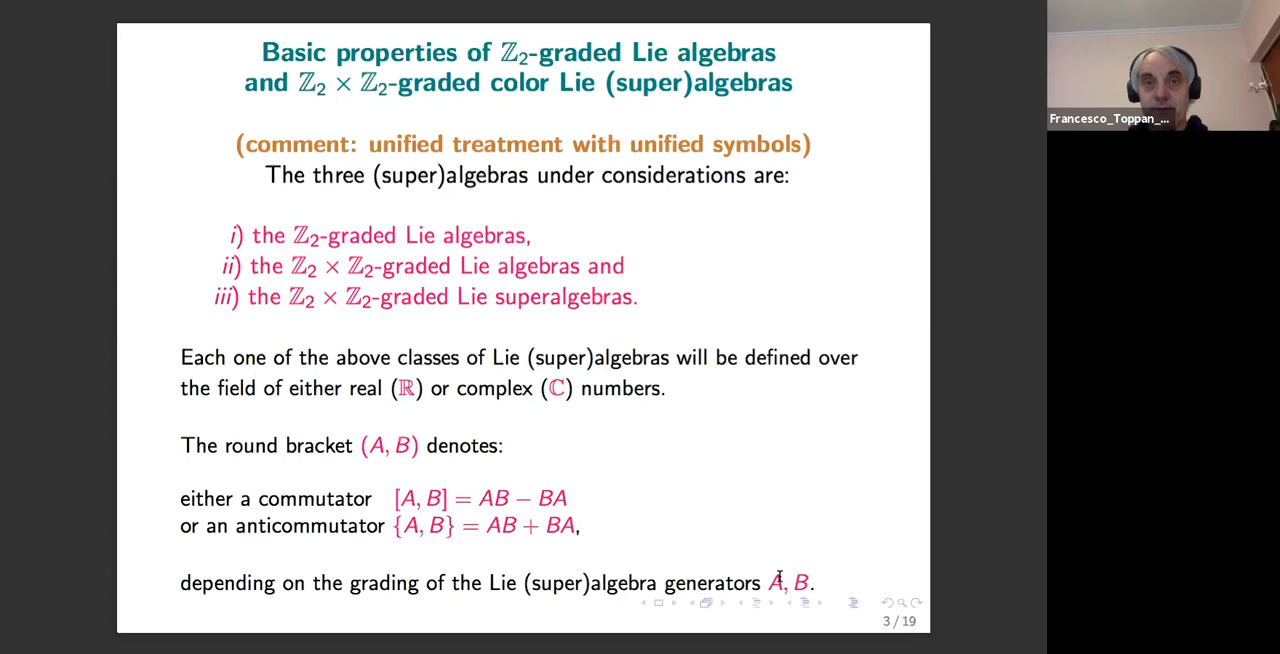 Basic properties of ℤ₂-graded Lie algebras
and ℤ₂ × ℤ₂-graded color Lie (super)algebras
(comment: unified treatment with unified symbols)
The three (super)algebras under considerations are:
i) the ℤ₂-graded Lie algebras,
ii) the ℤ₂ × ℤ₂-graded Lie algebras and
iii) the ℤ₂ × ℤ₂-graded Lie superalgebras.
Each one of the above classes of Lie (super)algebras will be defined over
the field of either real (ℝ) or complex (ℂ) numbers.
The round bracket (A, B) denotes:
either a commutator [A, B] = AB − BA
or an anticommutator {A, B} = AB + BA,
depending on the grading of the Lie (super)algebra generators A, B.
3 / 19
Francesco_Toppan_...